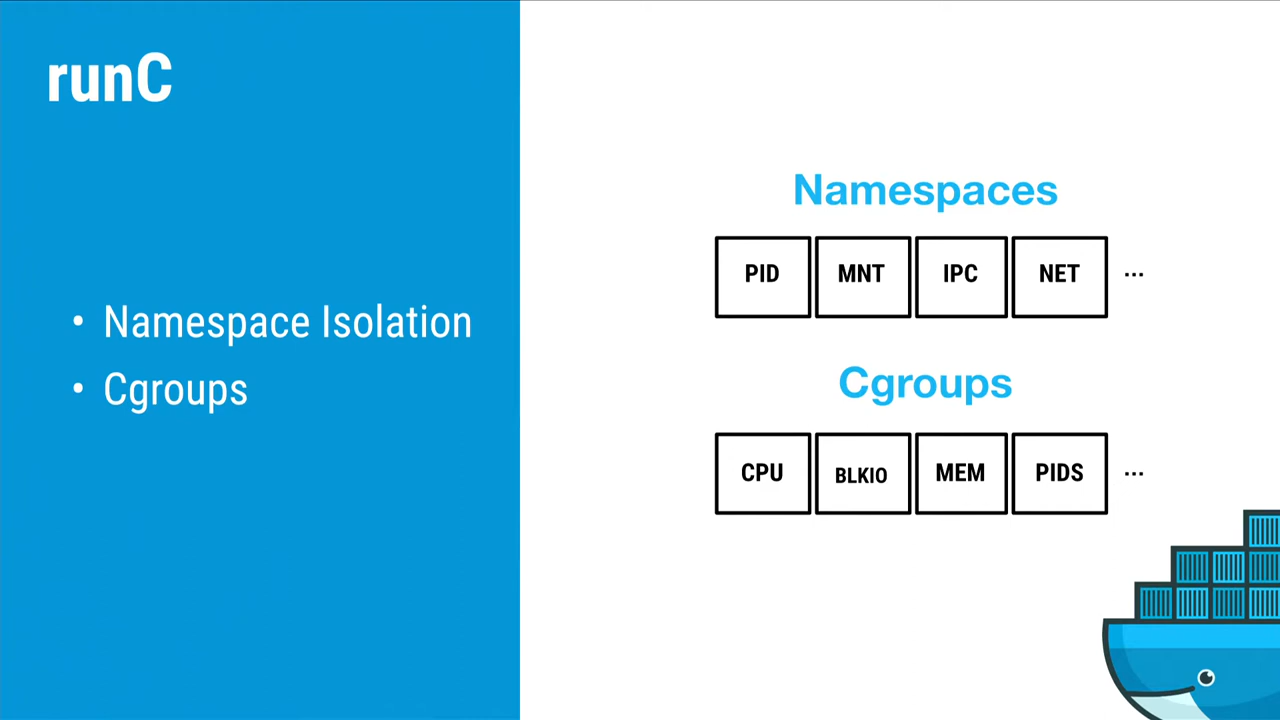 runC
• Namespace Isolation
• Cgroups
Namespaces
PID MNT IPC NET ...
Cgroups
CPU BLKIO MEM PIDS ...